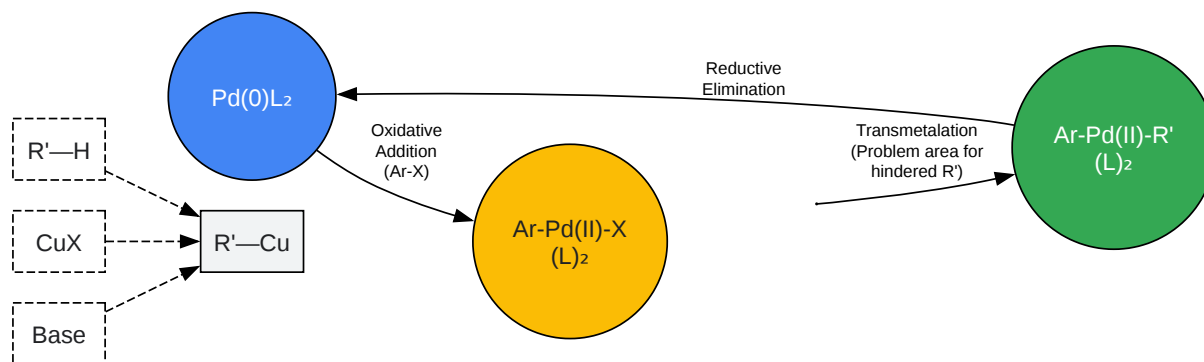 Pd(0)L₂
Reductive
Elimination
Oxidative
Addition
(Ar-X)
Transmetalation
(Problem area for
hindered R')
Ar-Pd(II)-R'
(L)₂
R'—H
CuX
Base
R'—Cu
Ar-Pd(II)-X
(L)₂